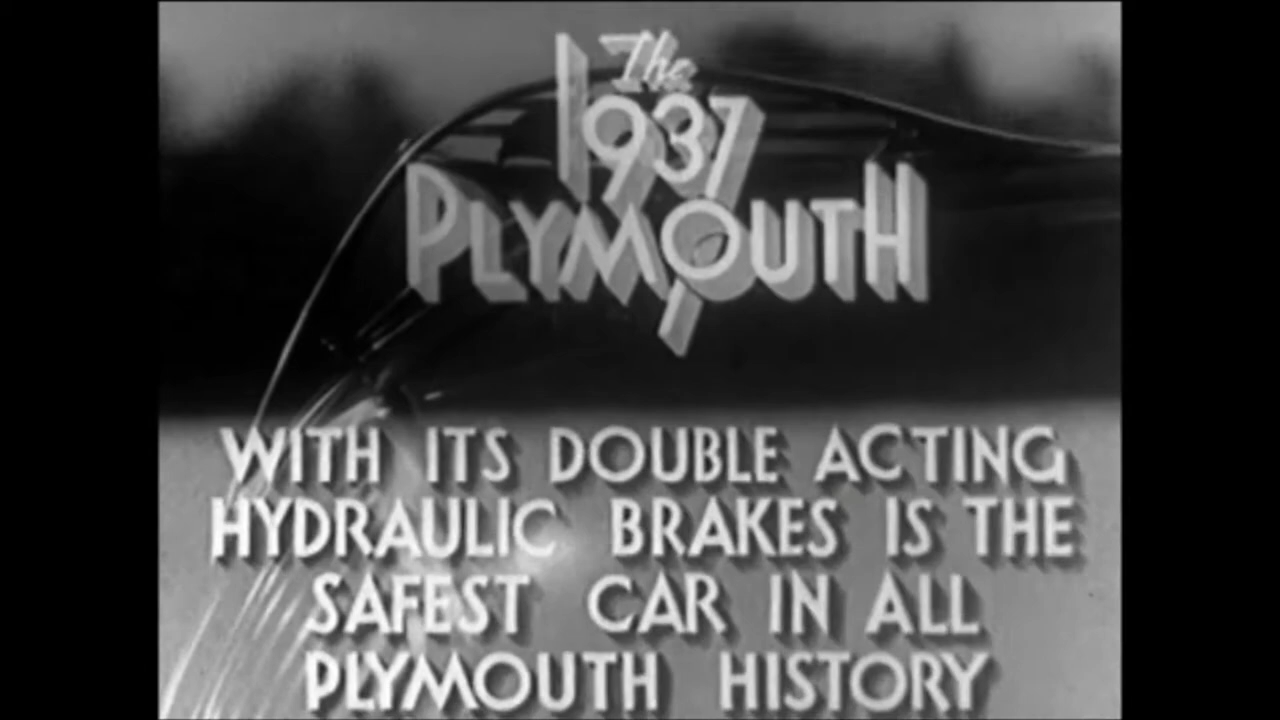 The
1937
PLYMOUTH
WITH ITS DOUBLE ACTING
HYDRAULIC BRAKES IS THE
SAFEST CAR IN ALL
PLYMOUTH HISTORY